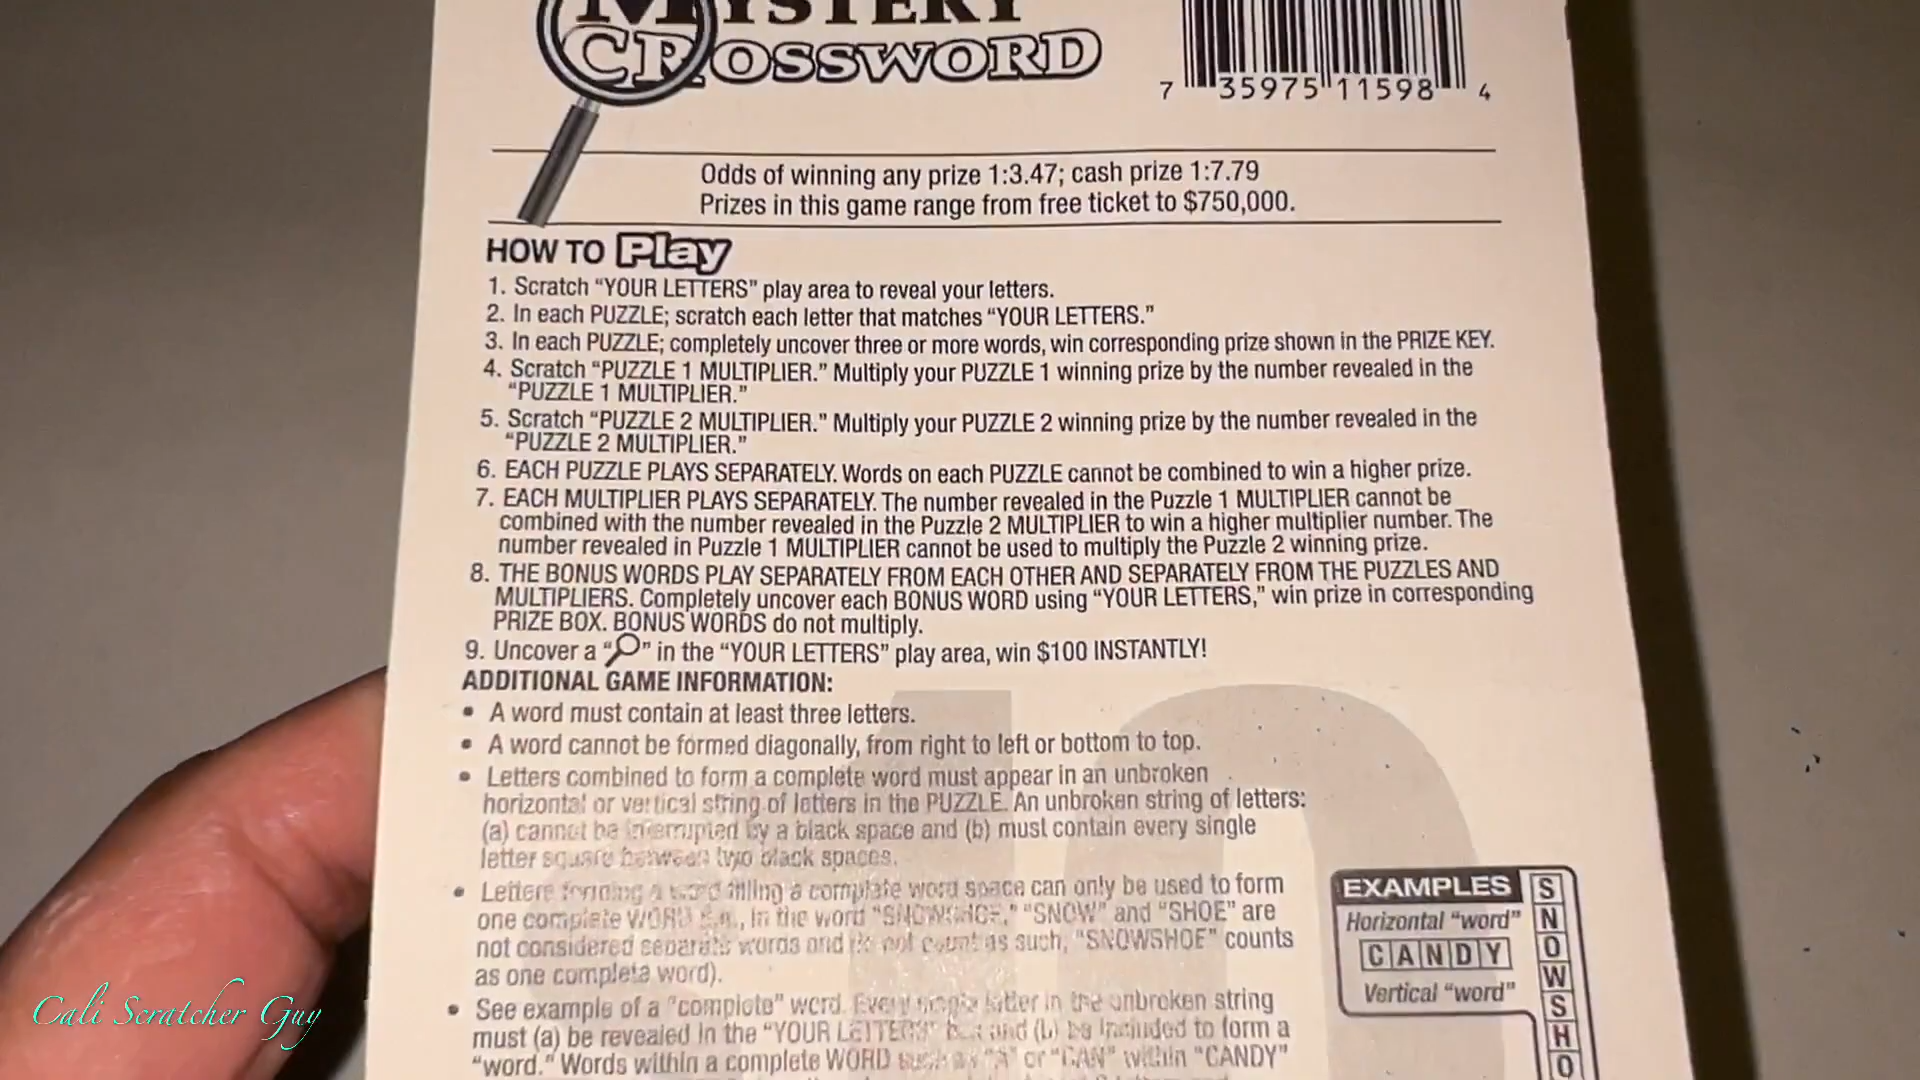 MYSTERY
CROSSWORD
7 35975 11598 4
Odds of winning any prize 1:3.47; cash prize 1:7.79
Prizes in this game range from free ticket to $750,000.
HOW TO Play
1. Scratch “YOUR LETTERS” play area to reveal your letters.
2. In each PUZZLE; scratch each letter that matches “YOUR LETTERS.”
3. In each PUZZLE; completely uncover three or more words, win corresponding prize shown in the PRIZE KEY.
4. Scratch “PUZZLE 1 MULTIPLIER.” Multiply your PUZZLE 1 winning prize by the number revealed in the
“PUZZLE 1 MULTIPLIER.”
5. Scratch “PUZZLE 2 MULTIPLIER.” Multiply your PUZZLE 2 winning prize by the number revealed in the
“PUZZLE 2 MULTIPLIER.”
6. EACH PUZZLE PLAYS SEPARATELY. Words on each PUZZLE cannot be combined to win a higher prize.
7. EACH MULTIPLIER PLAYS SEPARATELY. The number revealed in the Puzzle 1 MULTIPLIER cannot be
combined with the number revealed in the Puzzle 2 MULTIPLIER to win a higher multiplier number. The
number revealed in Puzzle 1 MULTIPLIER cannot be used to multiply the Puzzle 2 winning prize.
8. THE BONUS WORDS PLAY SEPARATELY FROM EACH OTHER AND SEPARATELY FROM THE PUZZLES AND
MULTIPLIERS. Completely uncover each BONUS WORD using “YOUR LETTERS,” win prize in corresponding
PRIZE BOX. BONUS WORDS do not multiply.
9. Uncover a “ ” in the “YOUR LETTERS” play area, win $100 INSTANTLY!
ADDITIONAL GAME INFORMATION:
• A word must contain at least three letters.
• A word cannot be formed diagonally, from right to left or bottom to top.
• Letters combined to form a complete word must appear in an unbroken
horizontal or vertical string of letters in the PUZZLE. An unbroken string of letters:
(a) cannot be interrupted by a black space and (b) must contain every single
letter square between two black spaces.
• Letters forming a word filling a complete word space can only be used to form
one complete WORD in the word “SNOWSHOE,” “SNOW” and “SHOE” are
not considered separate words and do not count as such, “SNOWSHOE” counts
as one complete word).
• See example of a “complete” word. Every single letter in the unbroken string
must (a) be revealed in the “YOUR LETTERS” box and (b) be included to form a
“word.” Words within a complete WORD such as “A” or “CAN” within “CANDY”
EXAMPLES
Horizontal “word”
CANDY
Vertical “word”
S
N
O
W
S
H
O
Cali Scratcher Guy